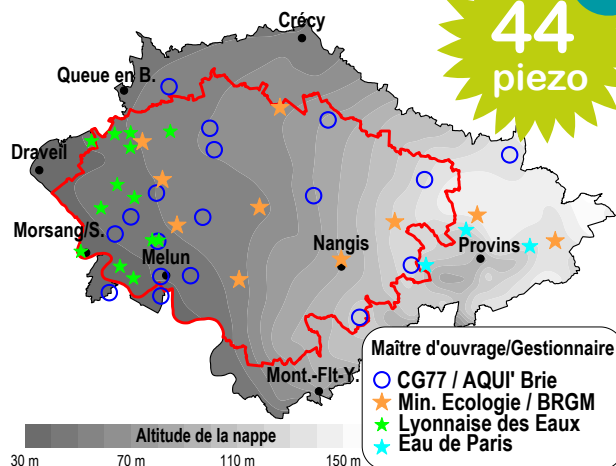 Crécy
44
piezo
Queue en B.
Draveil
Morsang/S.
Melun
Nangis
Provins
Mont.-Flt-Y.
Maître d'ouvrage/Gestionnaire
CG77 / AQUI' Brie
Min. Ecologie / BRGM
Lyonnaise des Eaux
Eau de Paris
Altitude de la nappe
30 m 70 m 110 m 150 m